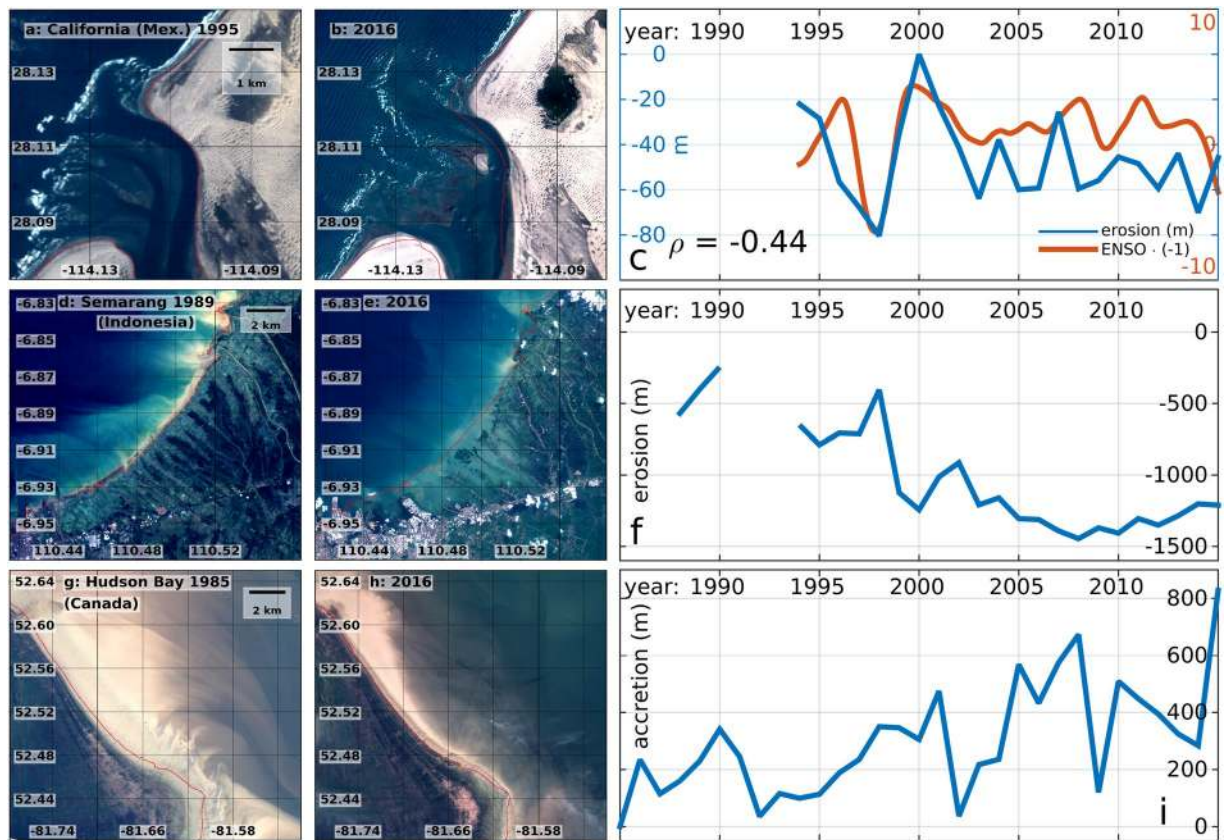 a: California (Mex.) 1995
1 km
28.13
28.11
28.09
-114.13
-114.09
b: 2016
28.13
28.11
28.09
-114.13
-114.09
year: 1990 1995 2000 2005 2010
10
0
-20
-40
-60
-80
m
0
-10
c ρ = -0.44
erosion (m)
ENSO · (-1)
d: Semarang 1989
(Indonesia)
2 km
-6.83
-6.85
-6.87
-6.89
-6.91
-6.93
-6.95
110.44 110.48 110.52
e: 2016
-6.83
-6.85
-6.87
-6.89
-6.91
-6.93
-6.95
110.44 110.48 110.52
year: 1990 1995 2000 2005 2010
0
-500
-1000
-1500
erosion (m)
f
g: Hudson Bay 1985
(Canada)
2 km
52.64
52.60
52.56
52.52
52.48
52.44
-81.74 -81.66 -81.58
h: 2016
52.64
52.60
52.56
52.52
52.48
52.44
-81.74 -81.66 -81.58
year: 1990 1995 2000 2005 2010
800
600
400
200
0
accretion (m)
i